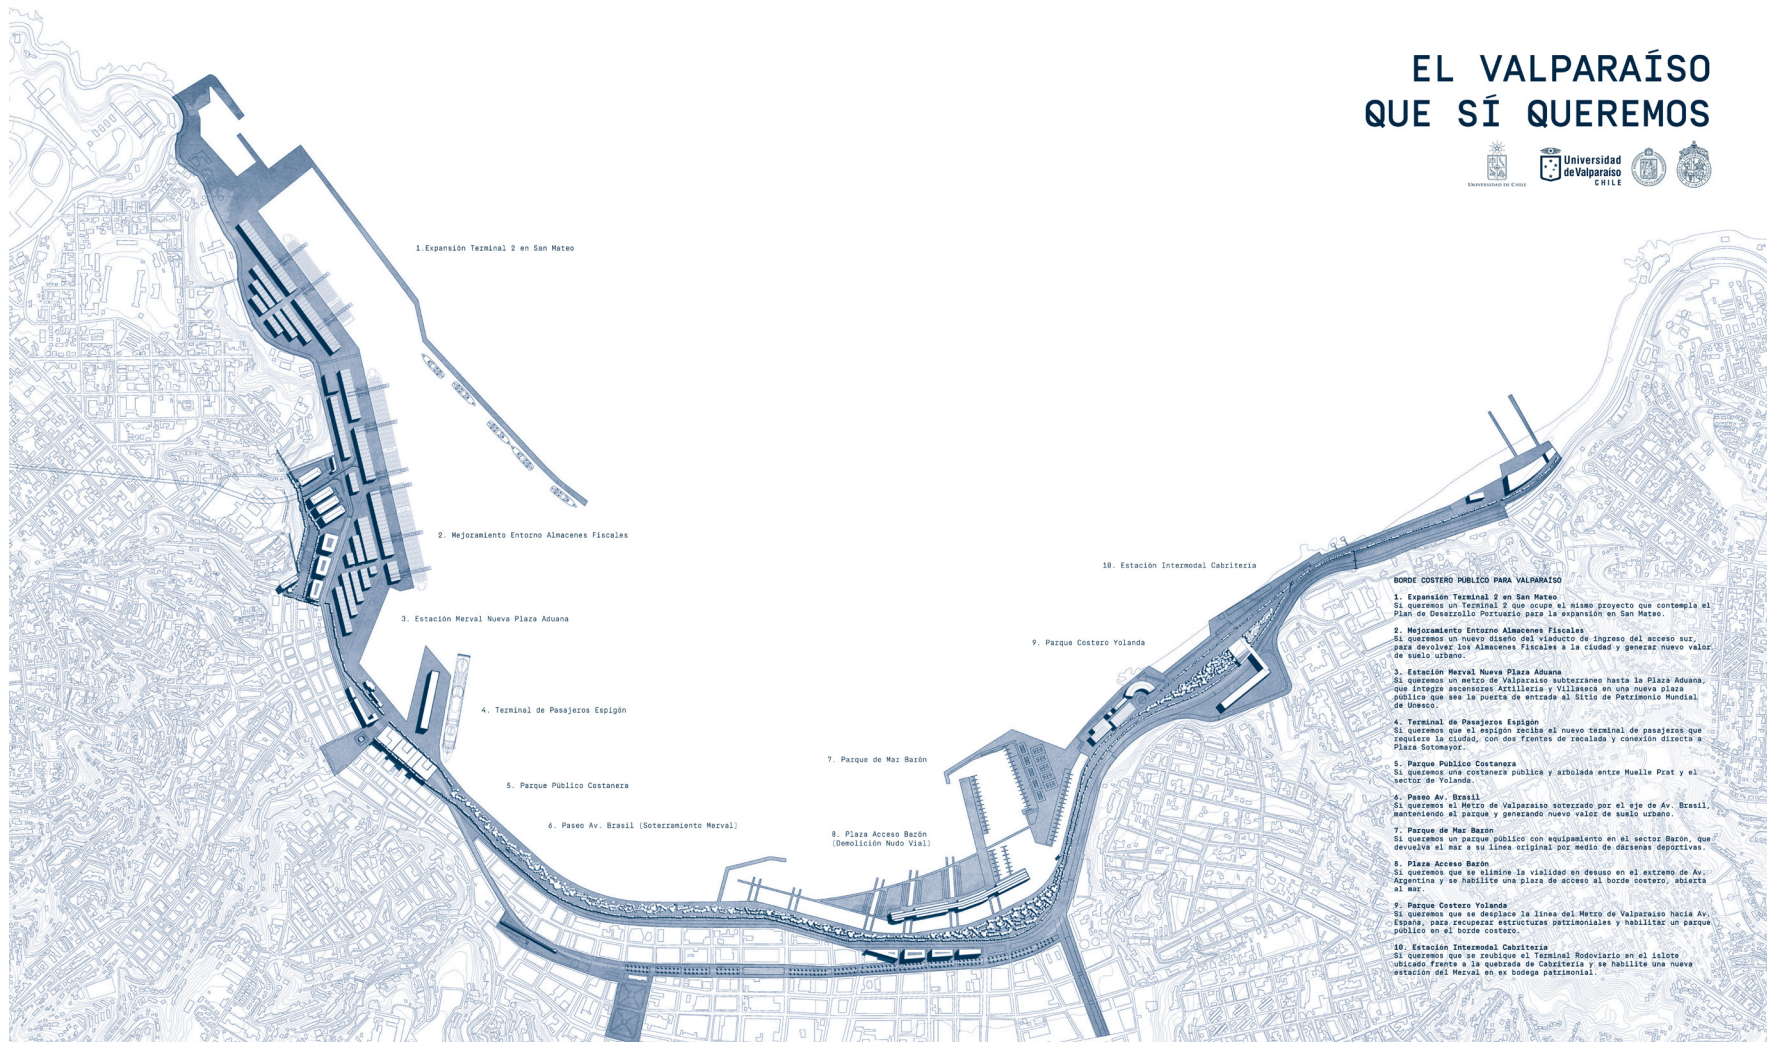 EL VALPARAÍSO
QUE SÍ QUEREMOS
UNIVERSIDAD DE CHILE
Universidad
de Valparaíso
CHILE
1.Expansión Terminal 2 en San Mateo
2. Mejoramiento Entorno Almacenes Fiscales
3. Estación Merval Nueva Plaza Aduana
4. Terminal de Pasajeros Espigón
5. Parque Público Costanera
6. Paseo Av. Brasil (Soterramiento Merval)
7. Parque de Mar Barón
8. Plaza Acceso Barón
(Demolición Nudo Vial)
9. Parque Costero Yolanda
10. Estación Intermodal Cabritería
BORDE COSTERO PÚBLICO PARA VALPARAÍSO
1. Expansión Terminal 2 en San Mateo
Sí queremos un Terminal 2 que ocupe el mismo proyecto que contempla el
Plan de Desarrollo Portuario para la expansión en San Mateo.
2. Mejoramiento Entorno Almacenes Fiscales
Sí queremos un nuevo diseño del viaducto de ingreso del acceso sur,
para devolver los Almacenes Fiscales a la ciudad y generar nuevo valor
de suelo urbano.
3. Estación Merval Nueva Plaza Aduana
Sí queremos un metro de Valparaíso subterráneo hasta la Plaza Aduana,
que integre ascensores Artillería y Villaseca en una nueva plaza
pública que sea la puerta de entrada al Sitio de Patrimonio Mundial
de Unesco.
4. Terminal de Pasajeros Espigón
Sí queremos que el espigón reciba el nuevo terminal de pasajeros que
requiere la ciudad, con dos frentes de recalada y conexión directa a
Plaza Sotomayor.
5. Parque Público Costanera
Sí queremos una costanera pública y arbolada entre Muelle Prat y el
sector de Yolanda.
6. Paseo Av. Brasil
Sí queremos el Metro de Valparaíso soterrado por el eje de Av. Brasil,
manteniendo el parque y generando nuevo valor de suelo urbano.
7. Parque de Mar Barón
Sí queremos un parque público con equipamiento en el sector Barón, que
devuelva el mar a su línea original por medio de dársenas deportivas.
8. Plaza Acceso Barón
Sí queremos que se elimine la vialidad en desuso en el extremo de Av.
Argentina y se habilite una plaza de acceso al borde costero, abierta
al mar.
9. Parque Costero Yolanda
Sí queremos que se desplace la línea del Metro de Valparaíso hacia Av.
España, para recuperar estructuras patrimoniales y habilitar un parque
público en el borde costero.
10. Estación Intermodal Cabritería
Sí queremos que se reubique el Terminal Rodoviario en el islote
ubicado frente a la quebrada de Cabritería y se habilite una nueva
estación del Merval en ex bodega patrimonial.